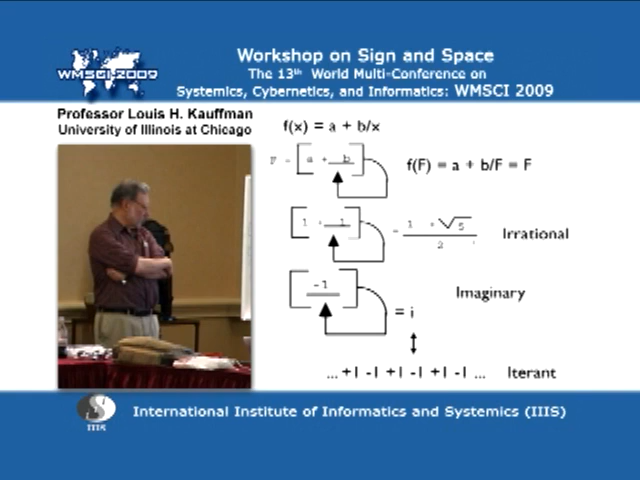 Workshop on Sign and Space
The 13th World Multi-Conference on
Systemics, Cybernetics, and Informatics: WMSCI 2009
WMSCI 2009
Professor Louis H. Kauffman
University of Illinois at Chicago
f(x) = a + b/x
F = [ a + b ]
f(F) = a + b/F = F
[ 1 + 1 ] = 1 + √5
2
Irrational
[ -1 ] = i
Imaginary
... +1 -1 +1 -1 +1 -1 ... Iterant
IIIS
International Institute of Informatics and Systemics (IIIS)